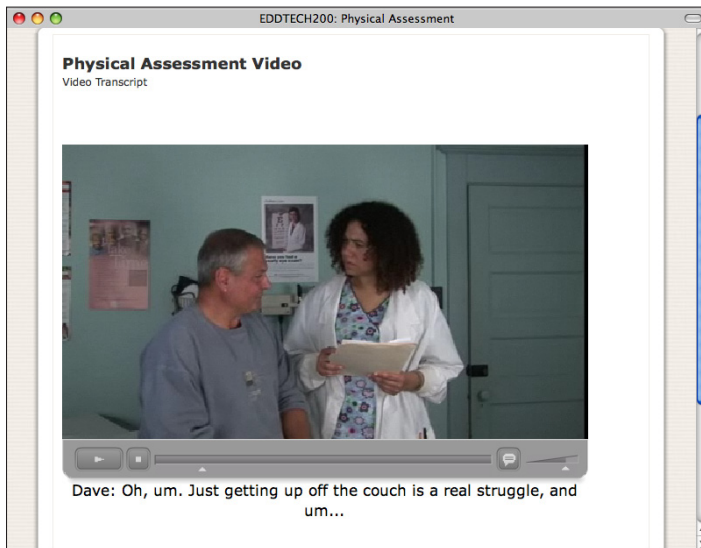 EDDTECH200: Physical Assessment
Physical Assessment Video
Video Transcript
Dave: Oh, um. Just getting up off the couch is a real struggle, and
um...